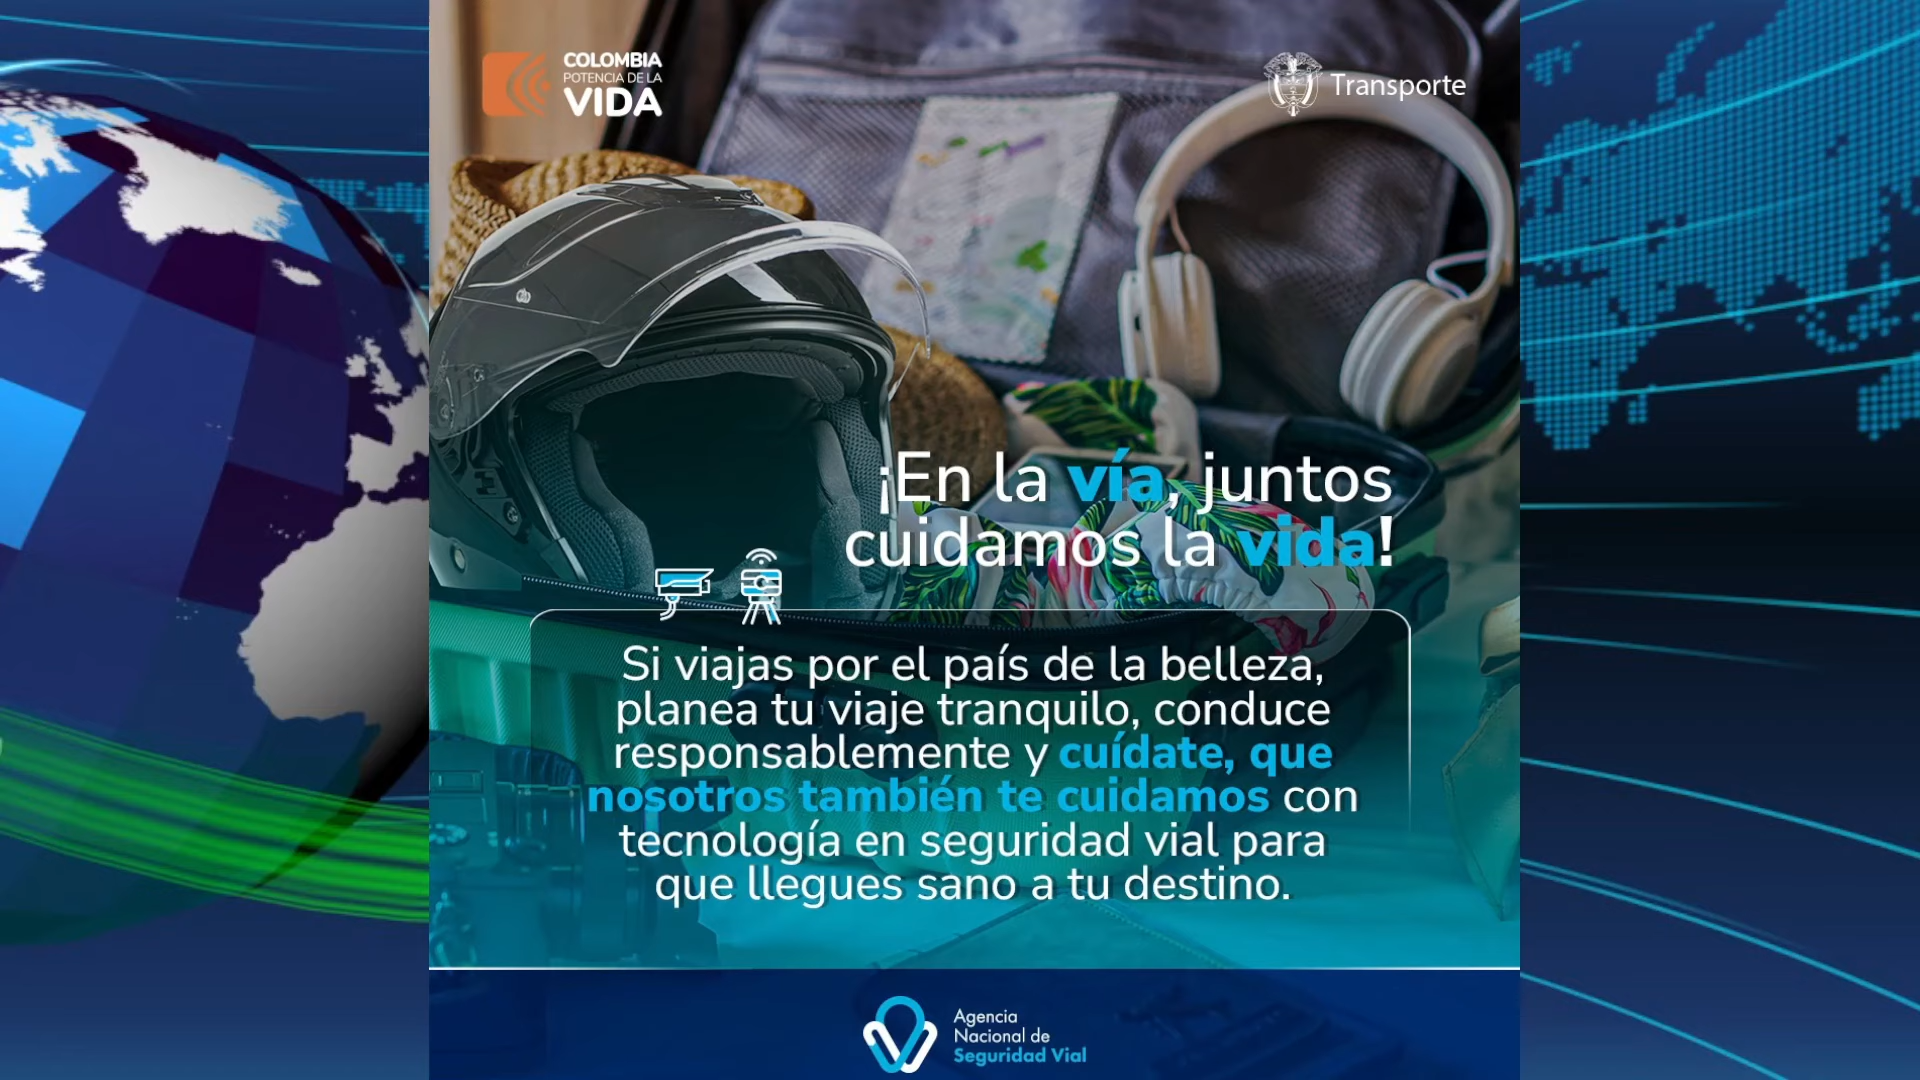 COLOMBIA
POTENCIA DE LA
VIDA
Transporte
¡En la vía, juntos
cuidamos la vida!
Si viajas por el país de la belleza,
planea tu viaje tranquilo, conduce
responsablemente y cuídate, que
nosotros también te cuidamos con
tecnología en seguridad vial para
que llegues sano a tu destino.
Agencia
Nacional de
Seguridad Vial